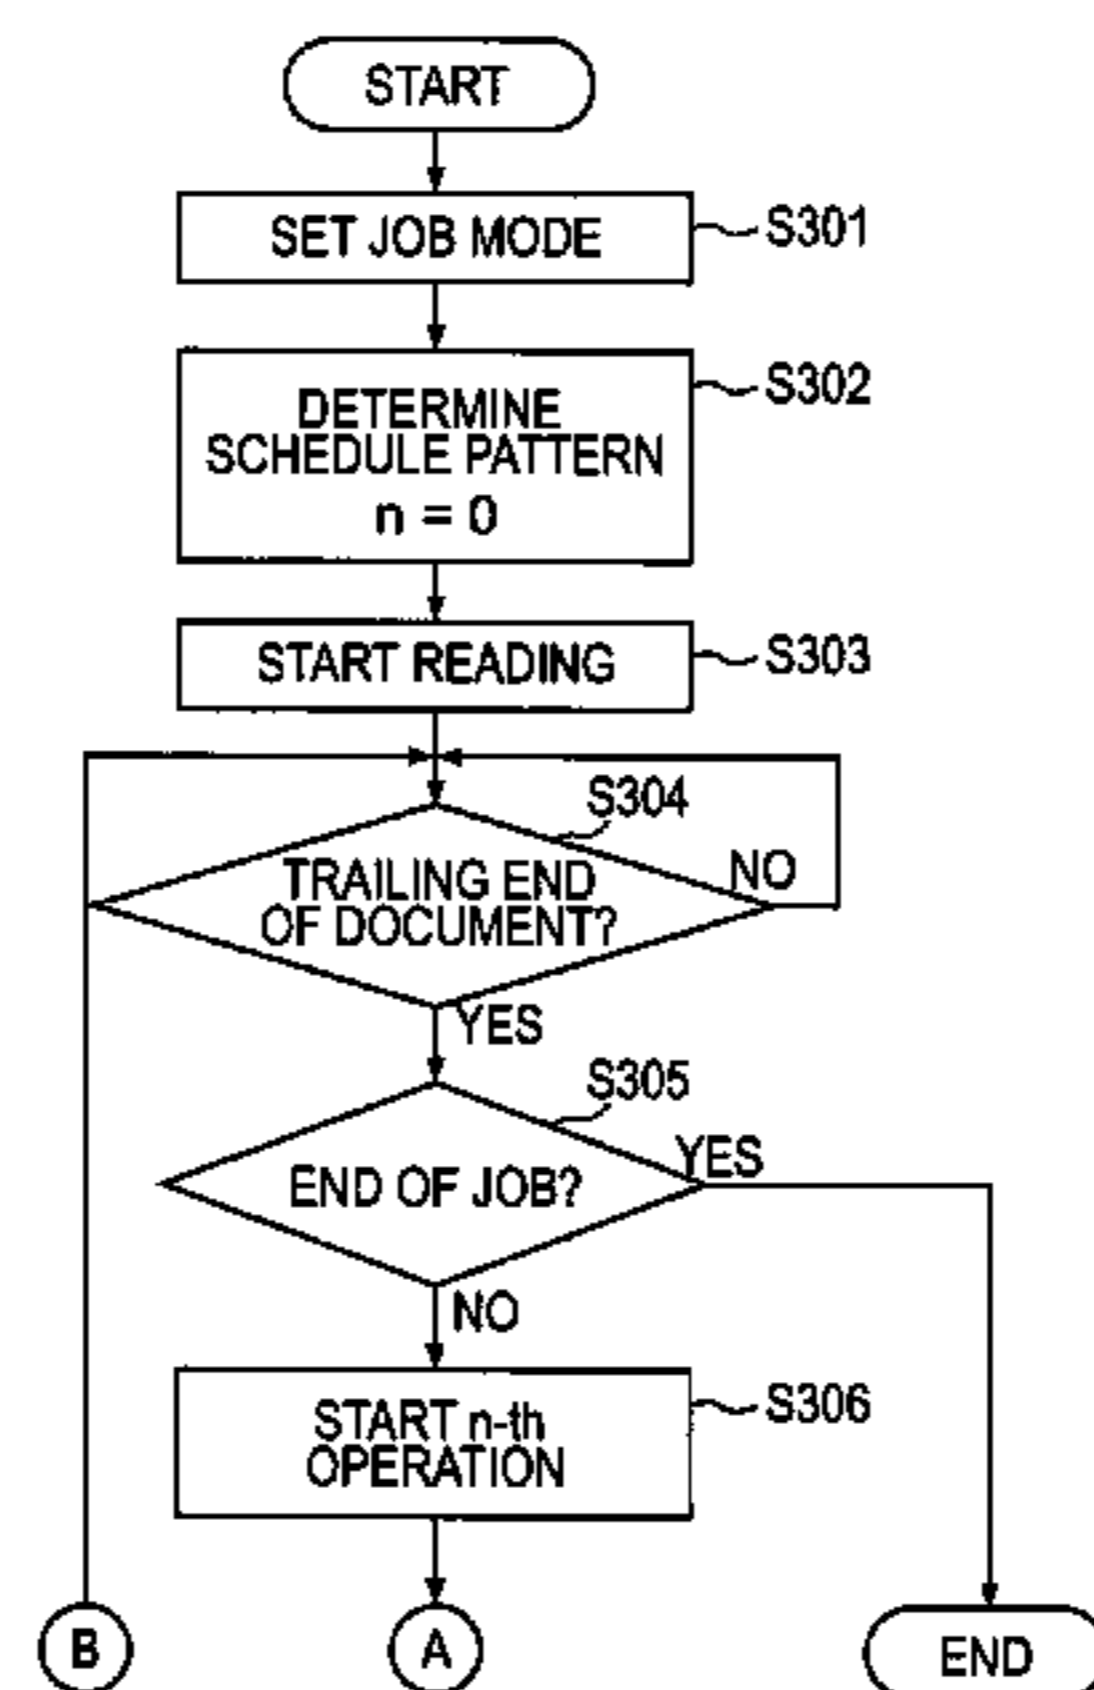 START
SET JOB MODE
S301
DETERMINE
SCHEDULE PATTERN
n = 0
S302
START READING
S303
S304
TRAILING END
OF DOCUMENT?
NO
YES
S305
END OF JOB?
YES
NO
START n-th
OPERATION
S306
B
A
END